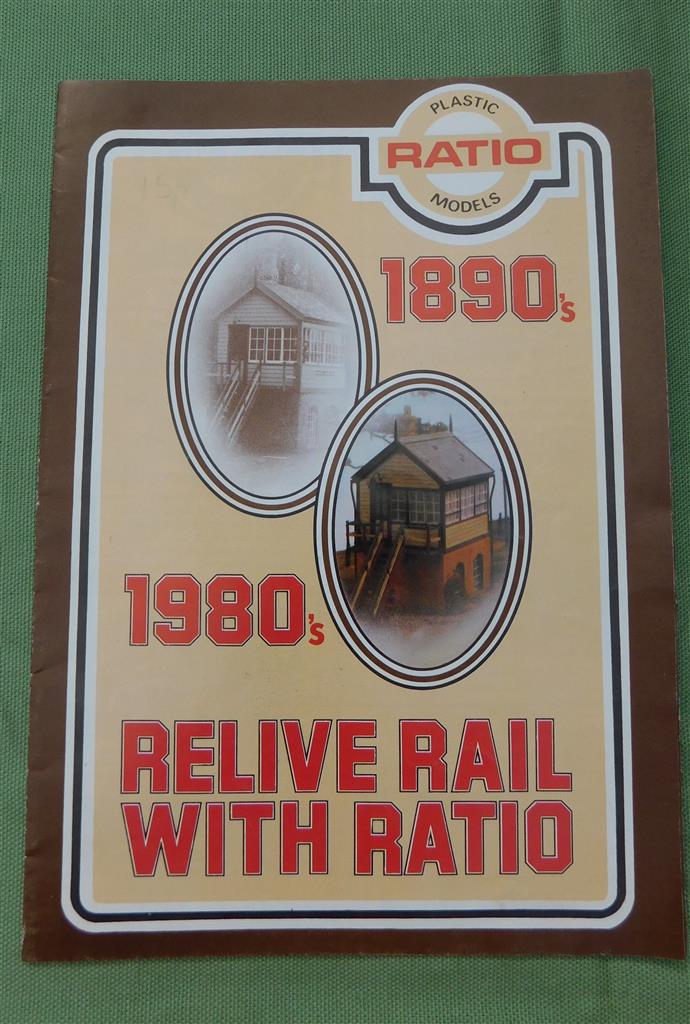 PLASTIC
RATIO
MODELS
1890's
1980's
RELIVE RAIL
WITH RATIO